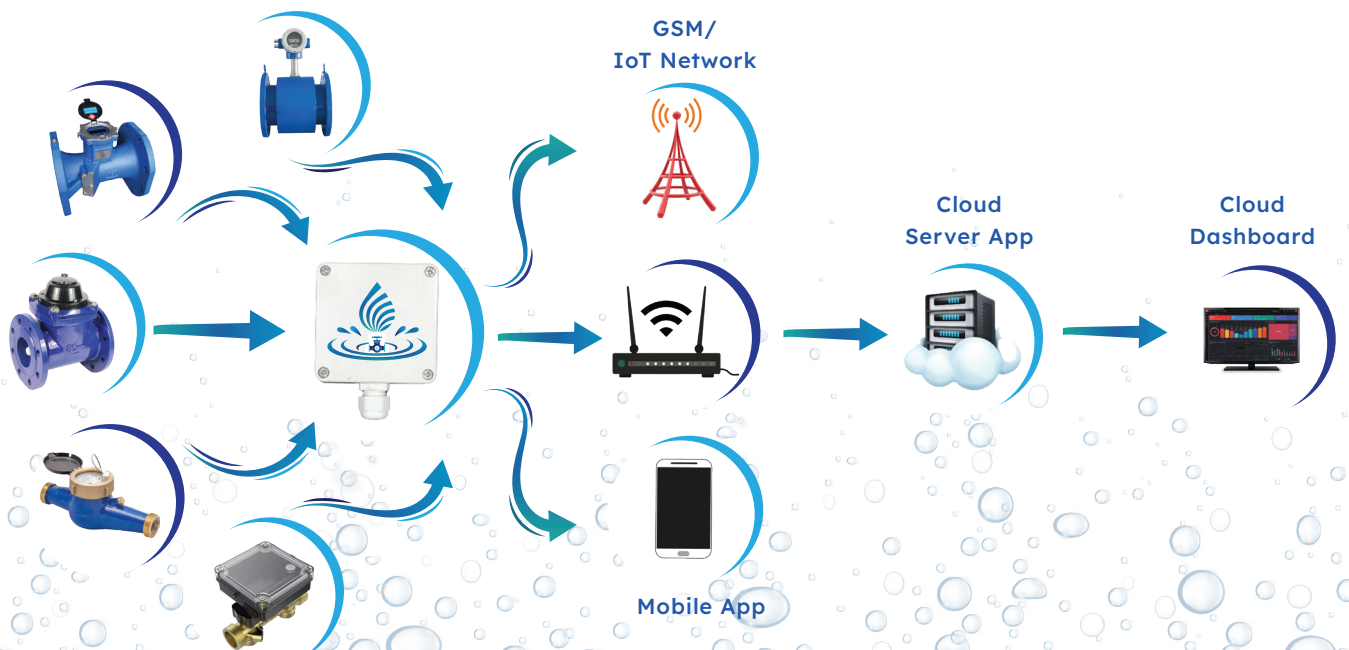 GSM/
IoT Network
Cloud
Server App
Cloud
Dashboard
Mobile App